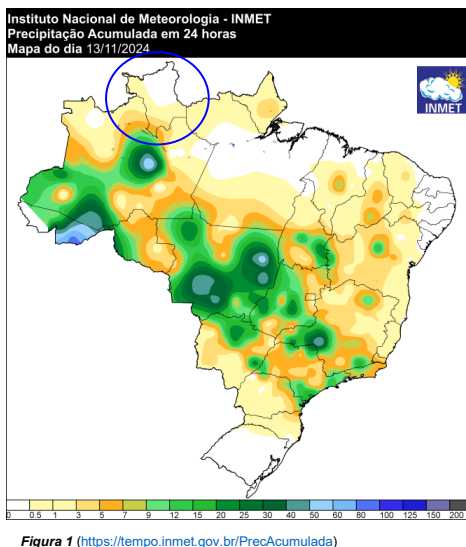 Instituto Nacional de Meteorologia - INMET
Precipitação Acumulada em 24 horas
Mapa do dia 13/11/2024
INMET
0 0.5 1 3 5 7 9 12 15 20 25 30 40 50 60 80 100 125 150 200
Figura 1 (https://tempo.inmet.gov.br/PrecAcumulada)